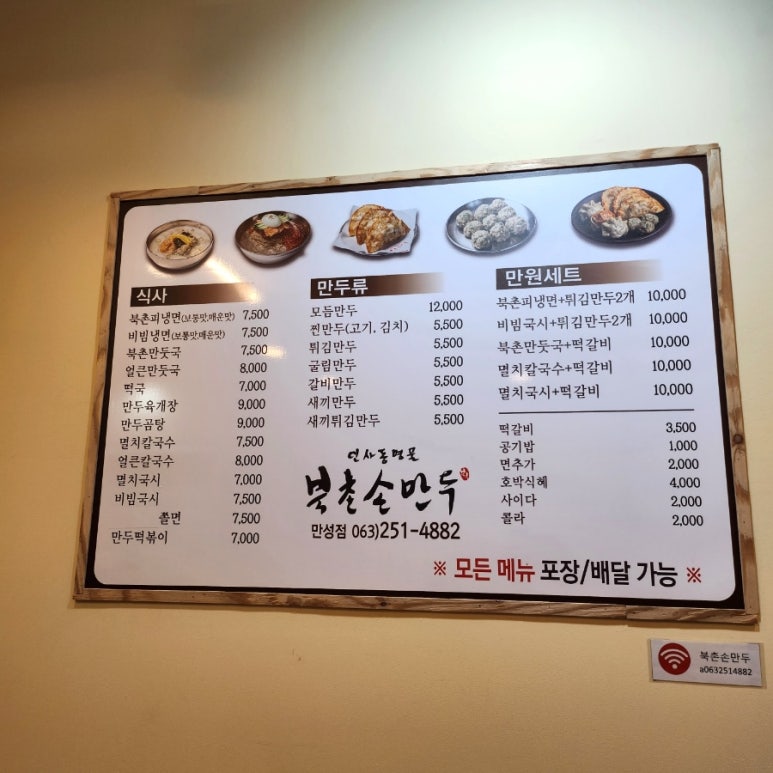 식사
북촌피냉면(보통맛,매운맛) 7,500
비빔냉면(보통맛,매운맛) 7,500
북촌만둣국 7,500
얼큰만둣국 8,000
떡국 7,000
만두육개장 9,000
만두곰탕 9,000
멸치칼국수 7,500
얼큰칼국수 8,000
멸치국시 7,000
비빔국시 7,500
쫄면 7,500
만두떡볶이 7,000
만두류
모듬만두 12,000
찐만두(고기, 김치) 5,500
튀김만두 5,500
굴림만두 5,500
갈비만두 5,500
새끼만두 5,500
새끼튀김만두 5,500
인사동명물
북촌손만두
만성점 063)251-4882
만원세트
북촌피냉면+튀김만두2개 10,000
비빔국시+튀김만두2개 10,000
북촌만둣국+떡갈비 10,000
멸치칼국수+떡갈비 10,000
멸치국시+떡갈비 10,000
떡갈비 3,500
공기밥 1,000
면추가 2,000
호박식혜 4,000
사이다 2,000
콜라 2,000
※ 모든 메뉴 포장/배달 가능 ※
북촌손만두
a0632514882